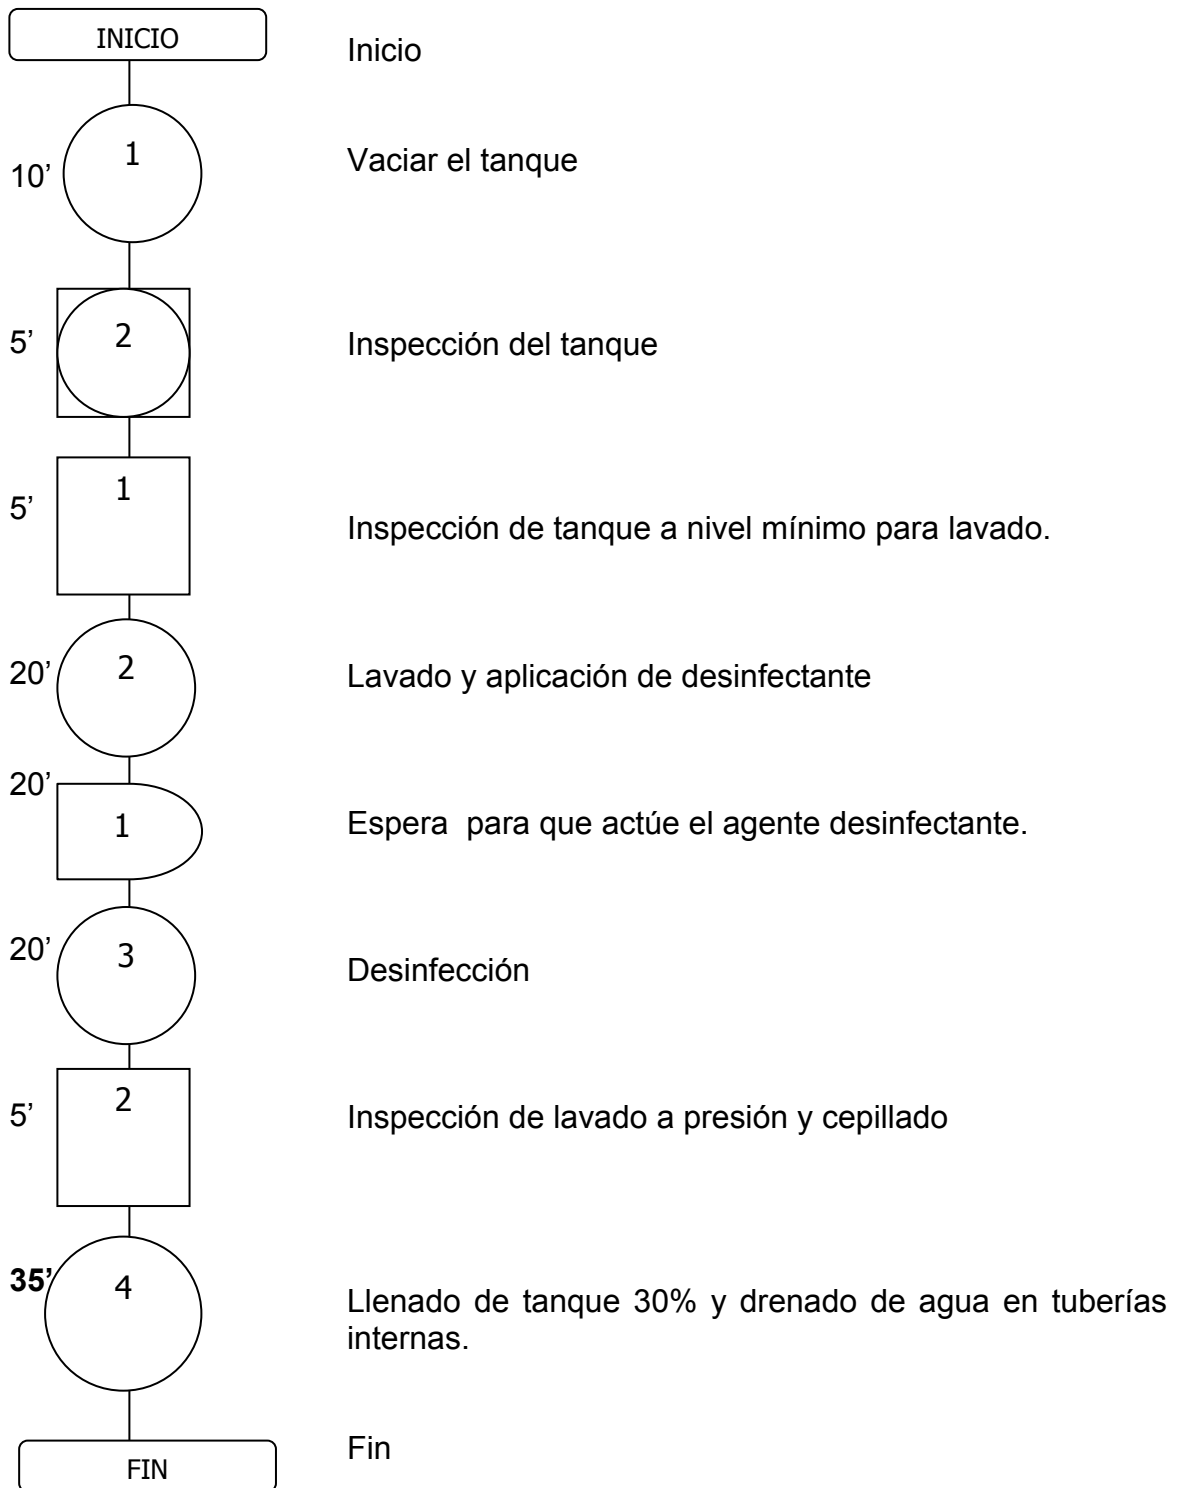 INICIO
Inicio
10’
1
Vaciar el tanque
5’
2
Inspección del tanque
5’
1
Inspección de tanque a nivel mínimo para lavado.
20’
2
Lavado y aplicación de desinfectante
20’
1
Espera  para que actúe el agente desinfectante.
20’
3
Desinfección
5’
2
Inspección de lavado a presión y cepillado
35’
4
Llenado de tanque 30% y drenado de agua en tuberías
internas.
FIN
Fin